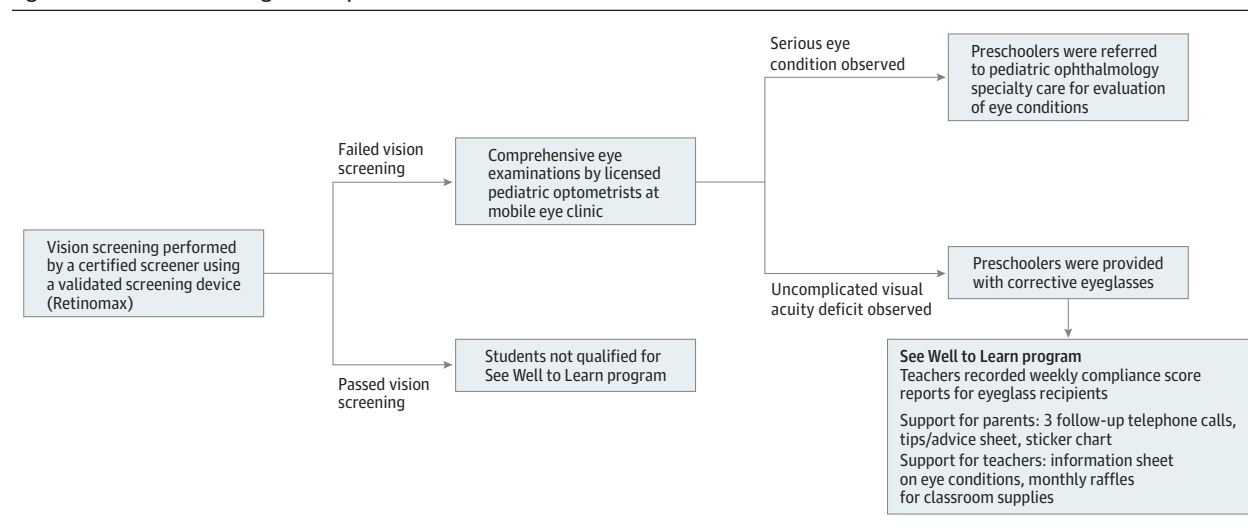 Serious eye
condition observed
Preschoolers were referred
to pediatric ophthalmology
specialty care for evaluation
of eye conditions
Failed vision
screening
Comprehensive eye
examinations by licensed
pediatric optometrists at
mobile eye clinic
Vision screening performed
by a certified screener using
a validated screening device
(Retinomax)
Uncomplicated visual
acuity deficit observed
Preschoolers were provided
with corrective eyeglasses
Passed vision
screening
Students not qualified for
See Well to Learn program
See Well to Learn program
Teachers recorded weekly compliance score
reports for eyeglass recipients
Support for parents: 3 follow-up telephone calls,
tips/advice sheet, sticker chart
Support for teachers: information sheet
on eye conditions, monthly raffles
for classroom supplies